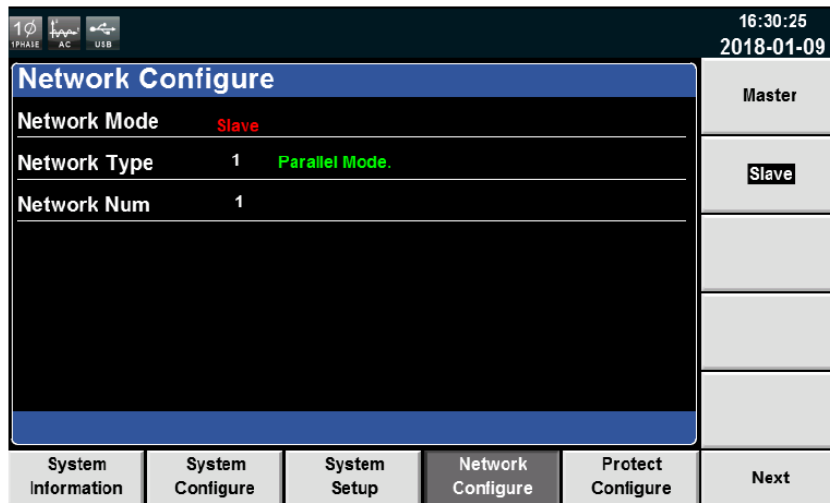 1Ø
1PHASE
AC
USB
16:30:25
2018-01-09
Network Configure
Network Mode Slave
Network Type 1 Parallel Mode.
Network Num 1
Master
Slave
System Information
System Configure
System Setup
Network Configure
Protect Configure
Next